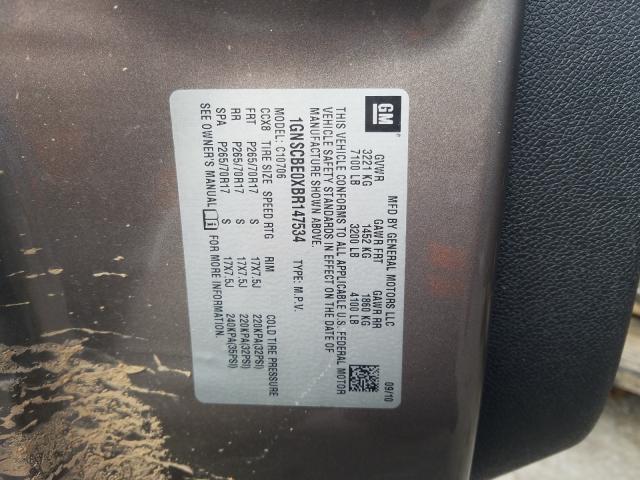 GM
MFD BY GENERAL MOTORS LLC
09/10
GVWR GAWR FRT GAWR RR
3221 KG 1452 KG 1860 KG
7100 LB 3200 LB 4100 LB
THIS VEHICLE CONFORMS TO ALL APPLICABLE U.S. FEDERAL MOTOR
VEHICLE SAFETY STANDARDS IN EFFECT ON THE DATE OF
MANUFACTURE SHOWN ABOVE.
1GNSCBE0XBR147534 TYPE: M.P.V.
MODEL: C10706
CCX8 TIRE SIZE SPEED RTG RIM COLD TIRE PRESSURE
FRT P265/70R17 S 17X7.5J 220KPA(32PSI)
RR P265/70R17 S 17X7.5J 220KPA(32PSI)
SPA P265/70R17 S 17X7.5J 240KPA(35PSI)
SEE OWNER'S MANUAL FOR MORE INFORMATION.